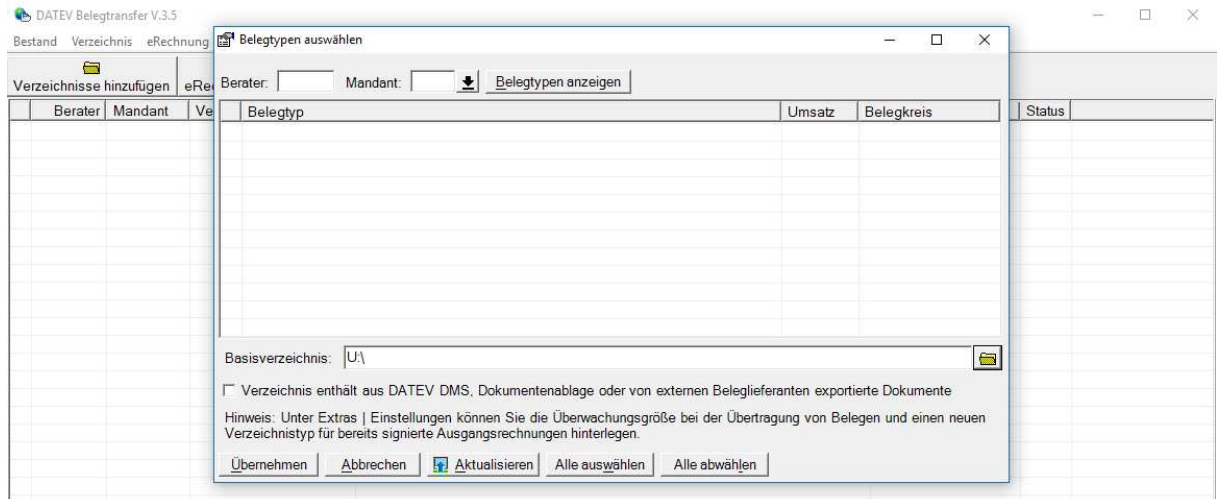 DATEV Belegtransfer V.3.5
Bestand Verzeichnis eRechnung
Verzeichnisse hinzufügen eRe
Berater Mandant Ve Status
Belegtypen auswählen
Berater: Mandant: Belegtypen anzeigen
Belegtyp Umsatz Belegkreis
Basisverzeichnis: U:\
Verzeichnis enthält aus DATEV DMS, Dokumentenablage oder von externen Beleglieferanten exportierte Dokumente
Hinweis: Unter Extras | Einstellungen können Sie die Überwachungsgröße bei der Übertragung von Belegen und einen neuen
Verzeichnistyp für bereits signierte Ausgangsrechnungen hinterlegen.
Übernehmen Abbrechen Aktualisieren Alle auswählen Alle abwählen